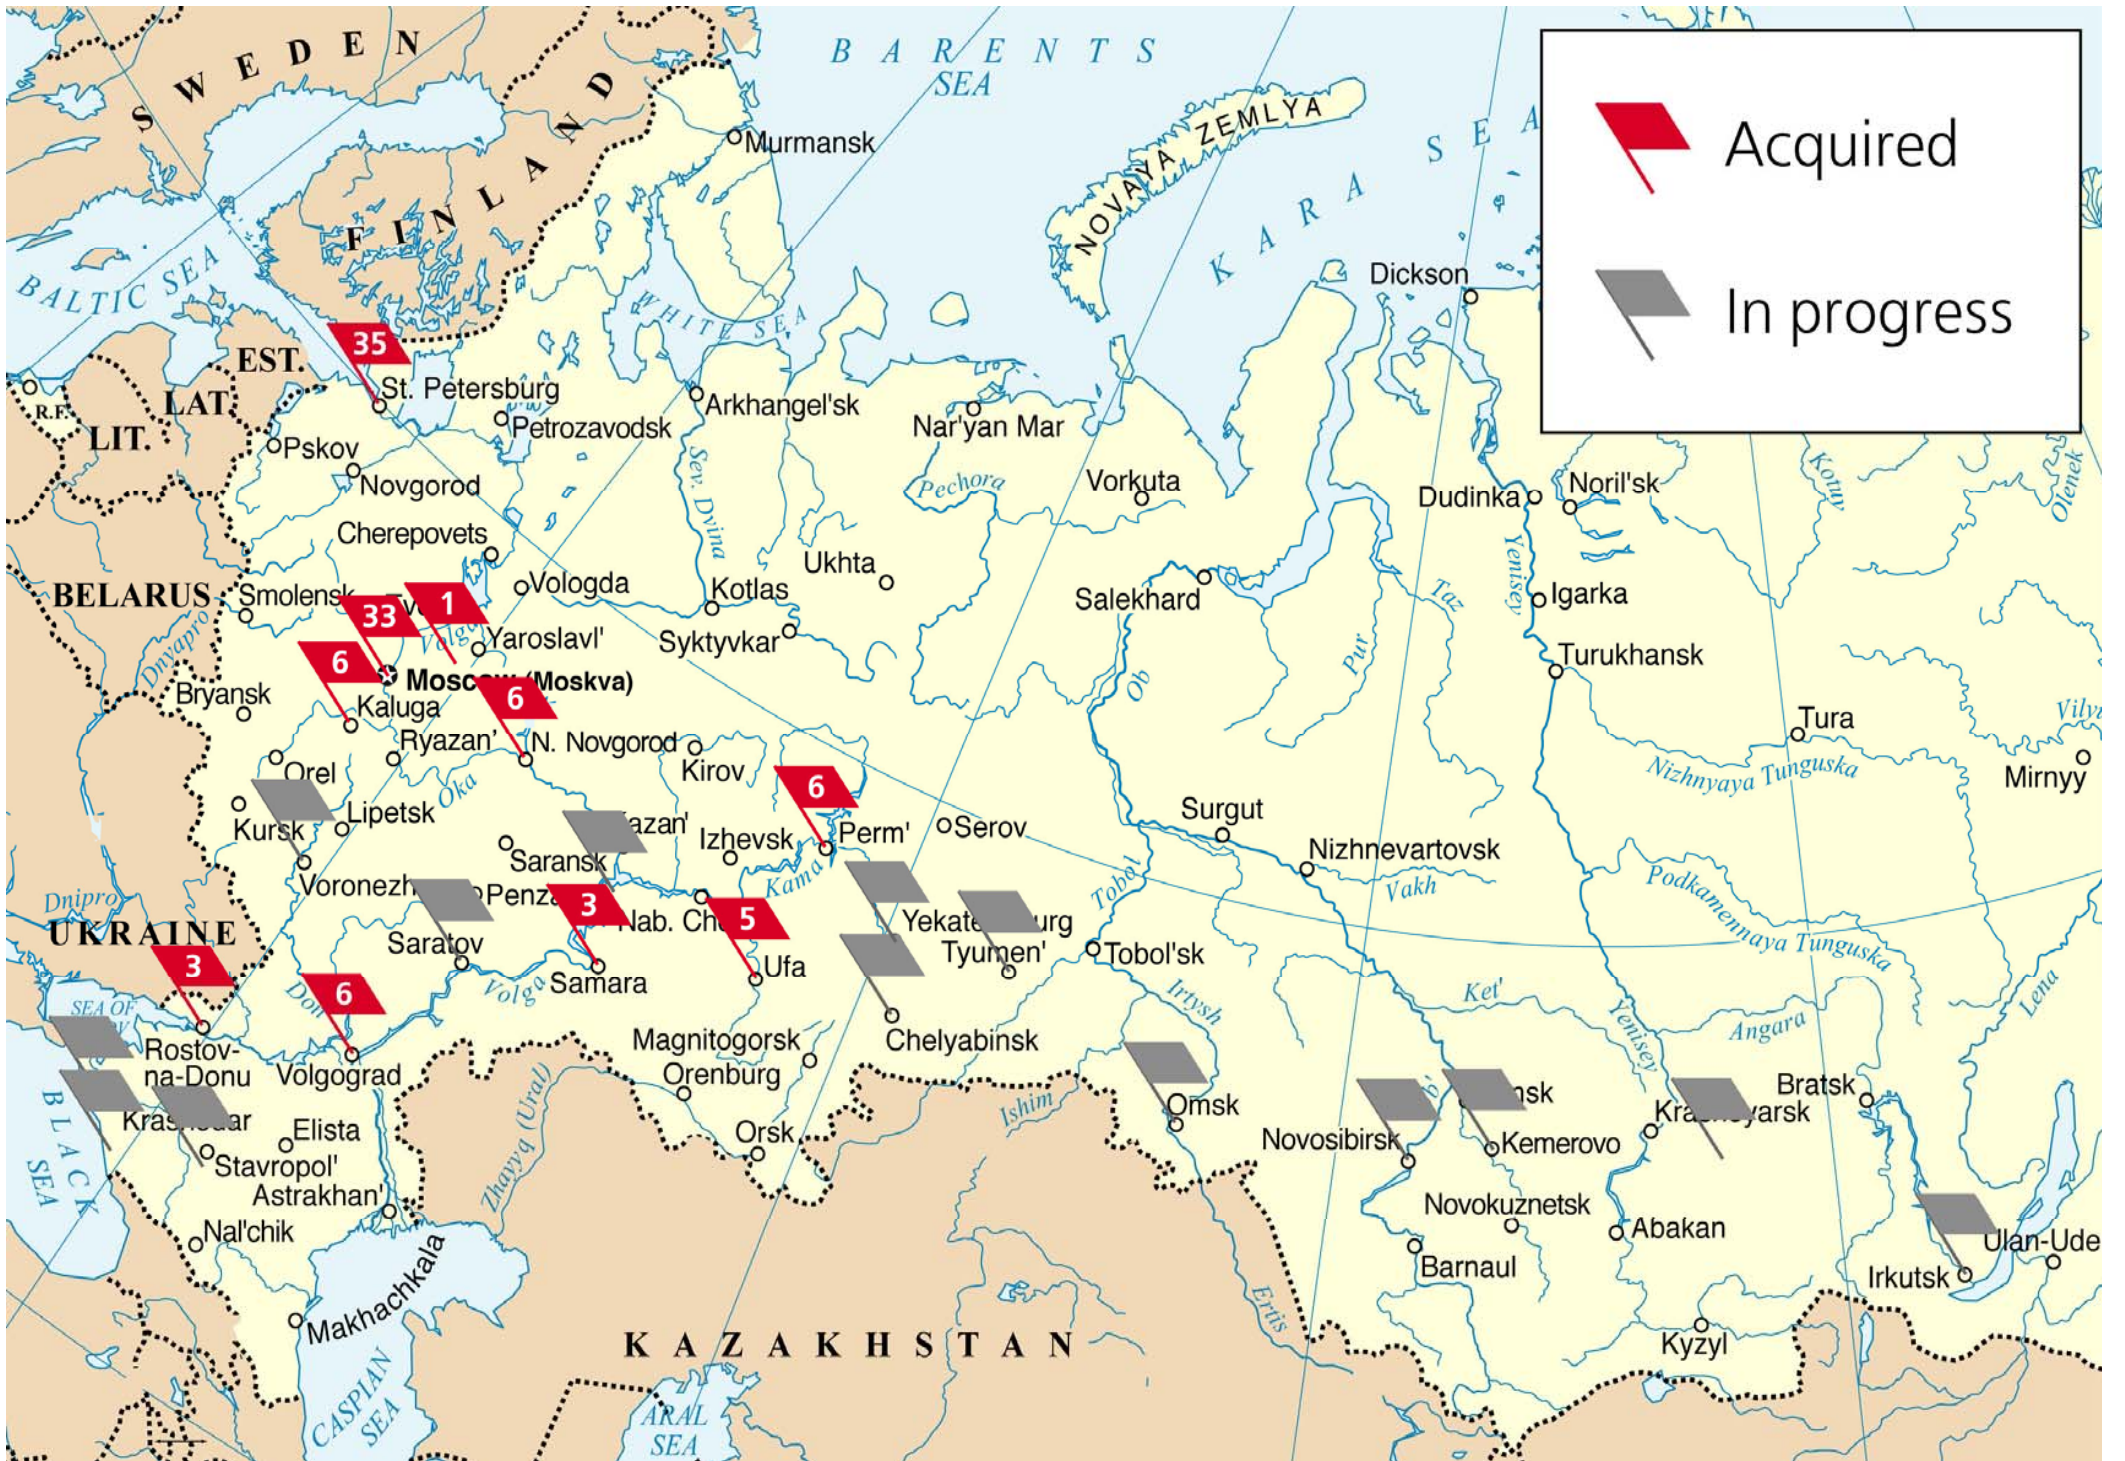 SWEDEN
BARENTS
SEA
NOVAYA ZEMLYA
KARA SEA
Acquired
In progress
Murmansk
FINLAND
BALTIC SEA
WHITE SEA
Dickson
35
EST.
St. Petersburg
R.F.
LAT.
LIT.
Arkhangel'sk
Petrozavodsk
Nar'yan Mar
Pskov
Novgorod
Sev. Dvina
Pechora
Vorkuta
Dudinka
Noril'sk
Kotuy
Olenek
Cherepovets
Ukhta
Yenisey
BELARUS
Smolensk
Vologda
Kotlas
Salekhard
Taz
Igarka
33
1
Volga
Yaroslavl'
Syktyvkar
Pur
Dnyapro
6
Moscow (Moskva)
Ob
Turukhansk
Bryansk
Kaluga
6
Tura
Ryazan'
N. Novgorod
Kirov
Nizhnyaya Tunguska
Mirnyy
Orel
Oka
6
Kursk
Lipetsk
Izhevsk
Perm'
Serov
Surgut
Saransk
Kama
Nizhnevartovsk
Vakh
Podkamennaya Tunguska
Tobol
Dnipro
Voronezh
Penza
3
Nab.
5
UKRAINE
Saratov
Tyumen'
Tobol'sk
3
Ufa
6
Don
Volga
Samara
Irtysh
Ket'
Yenisey
Angara
Lena
SEA OF
Rostov-
na-Donu
Volgograd
Magnitogorsk
Chelyabinsk
Orenburg
Zhayyq (Ural)
Ishim
Omsk
Bratsk
BLACK
SEA
Elista
Orsk
Novosibirsk
Kemerovo
Stavropol'
Astrakhan'
Novokuznetsk
Abakan
Nal'chik
Barnaul
Irkutsk
Ulan-Ude
Makhachkala
Ertis
KAZAKHSTAN
Kyzyl
CASPIAN
SEA
ARAL
SEA